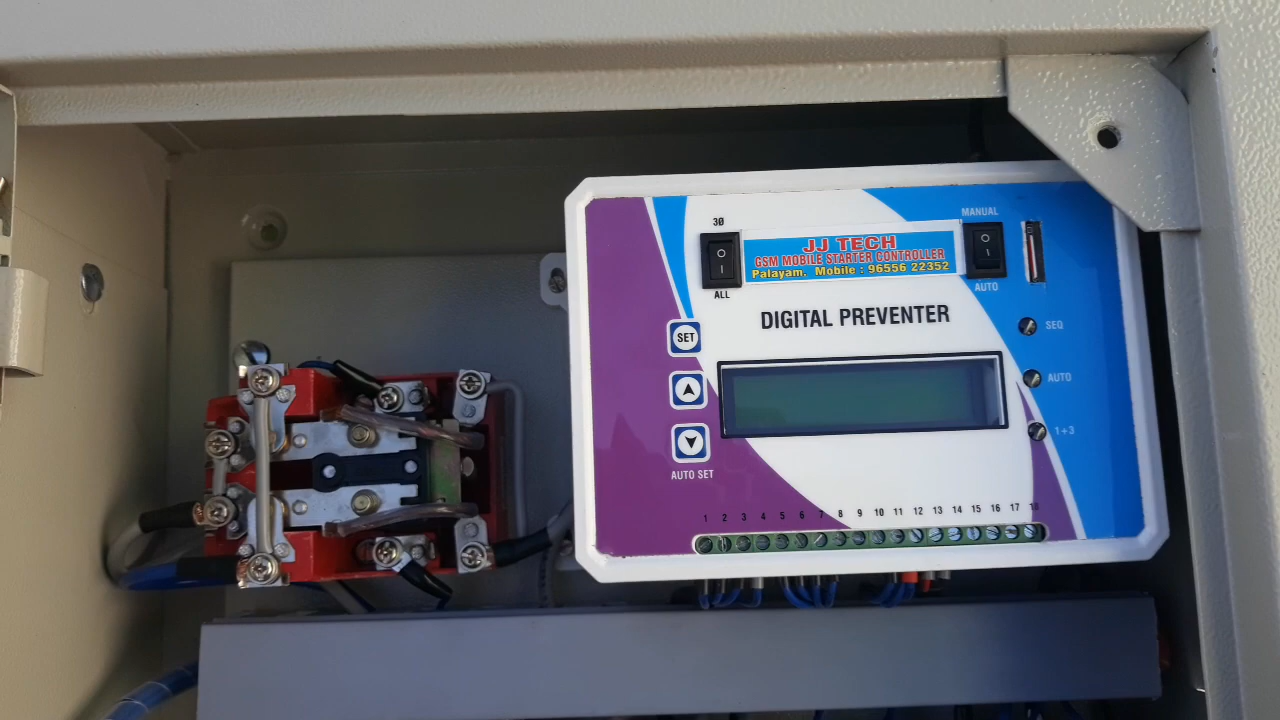 3Ø
MANUAL
JJ TECH
GSM MOBILE STARTER CONTROLLER
Palayam. Mobile : 96556 22352
O
I
O
I
ALL
AUTO
DIGITAL PREVENTER
SEQ
SET
AUTO
1+3
AUTO SET
1 2 3 4 5 6 7 8 9 10 11 12 13 14 15 16 17 18